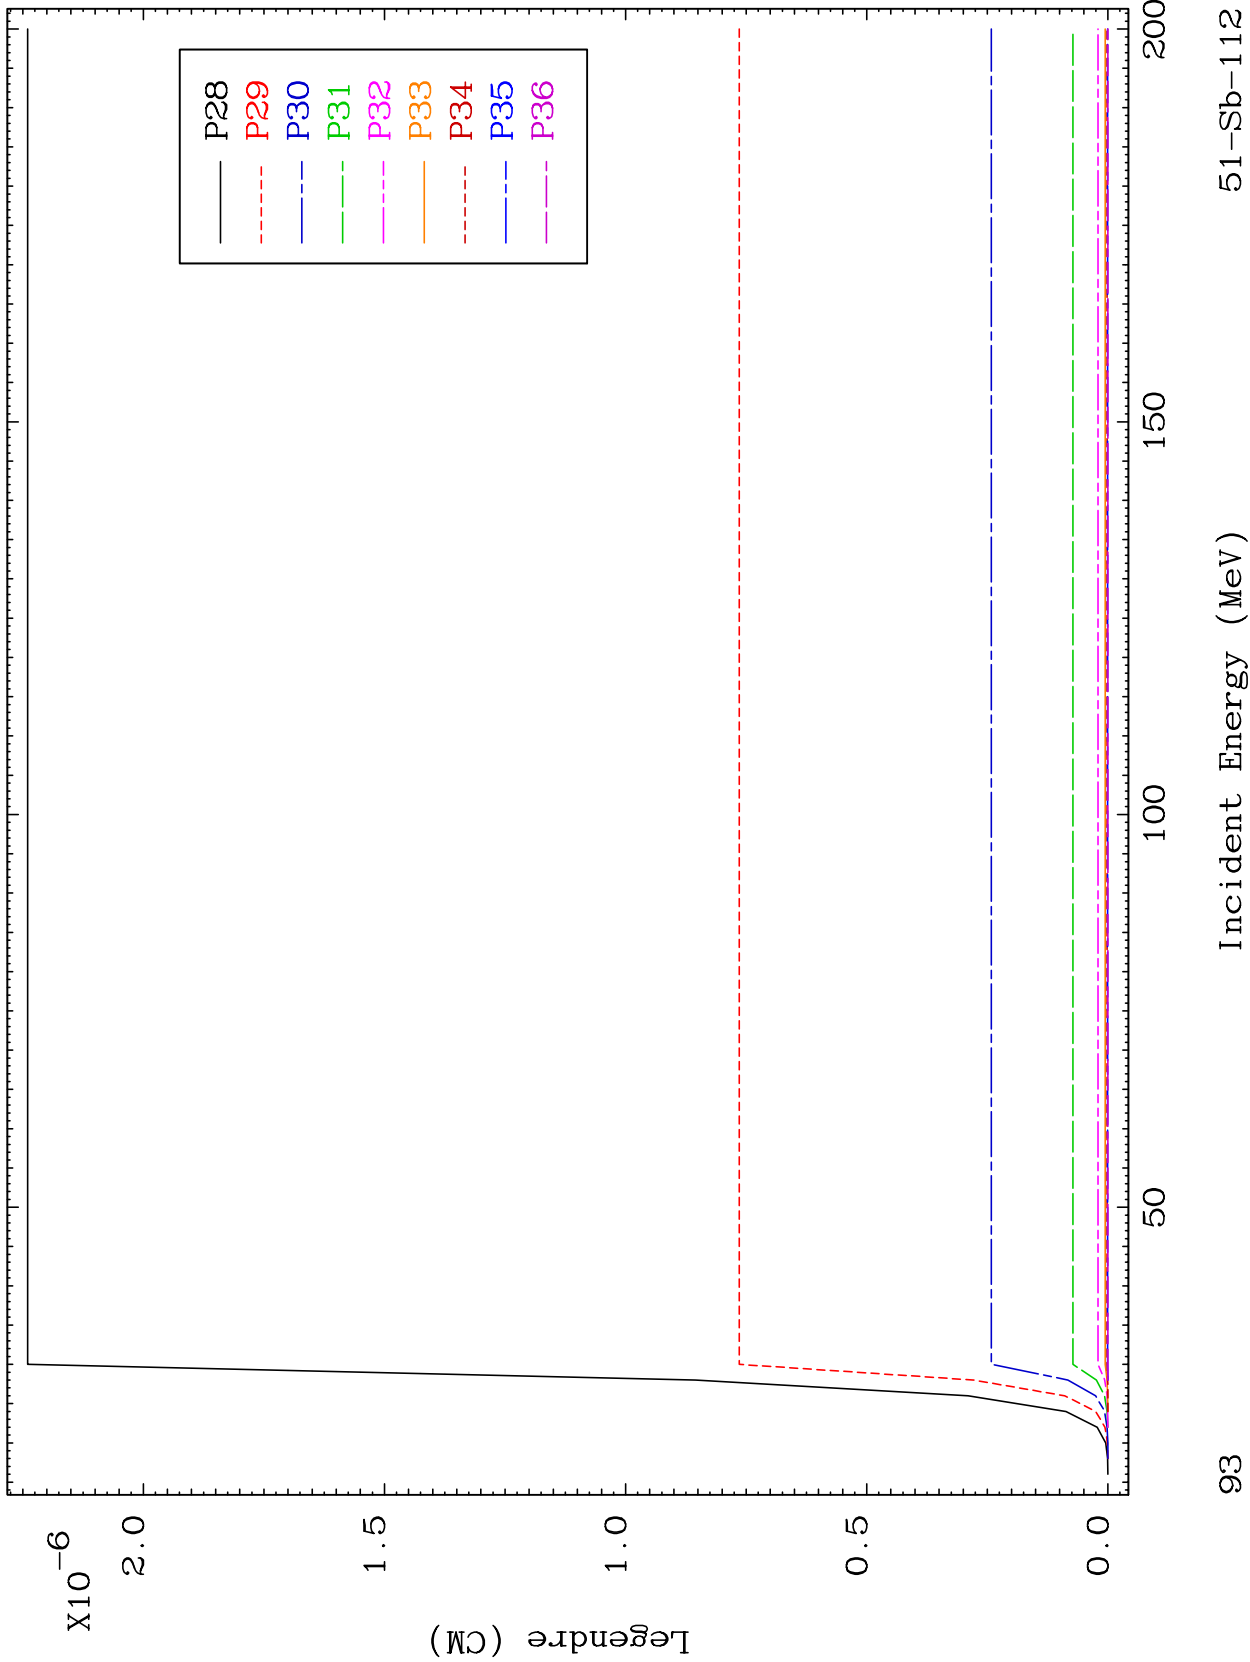 X10-6
2.0
1.5
1.0
0.5
0.0
Legendre (CM)
P28
P29
P30
P31
P32
P33
P34
P35
P36
50
100
150
200
Incident Energy (MeV)
93
51-Sb-112